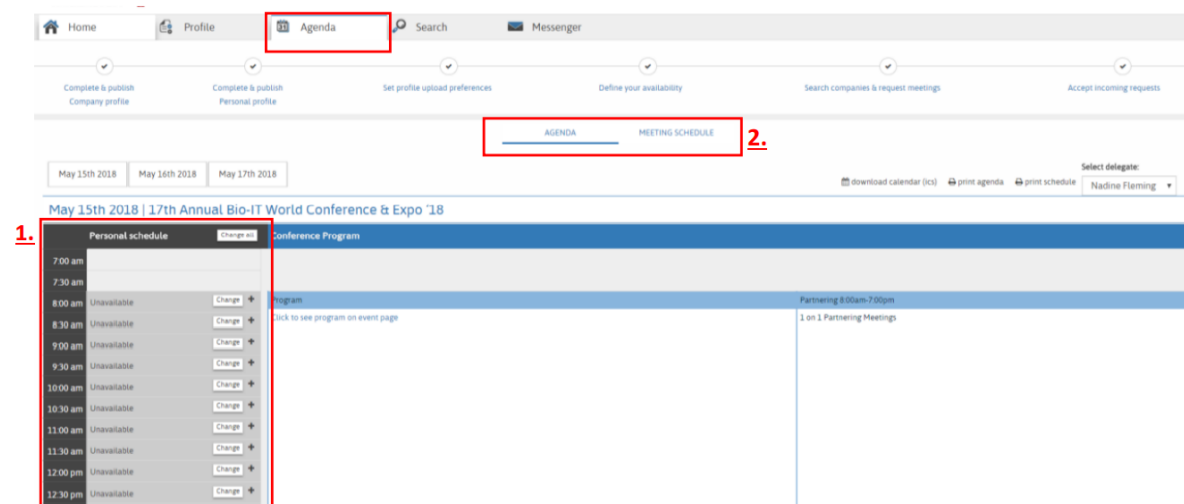 Home Profile Agenda Search Messenger
Complete & publish Company profile
Complete & publish Personal profile
Set profile upload preferences
Define your availability
Search companies & request meetings
Accept incoming requests
AGENDA MEETING SCHEDULE 2.
Select delegate:
May 15th 2018 May 16th 2018 May 17th 2018 download calendar (ics) print agenda print schedule Nadine Fleming
May 15th 2018 | 17th Annual Bio-IT World Conference & Expo '18
1. Personal schedule Change all Conference Program
7:00 am
7:30 am
8:00 am Unavailable Change + Program Partnering 8:00am-7:00pm
8:30 am Unavailable Change + Click to see program on event page 1 on 1 Partnering Meetings
9:00 am Unavailable Change +
9:30 am Unavailable Change +
10:00 am Unavailable Change +
10:30 am Unavailable Change +
11:00 am Unavailable Change +
11:30 am Unavailable Change +
12:00 pm Unavailable Change +
12:30 pm Unavailable Change +